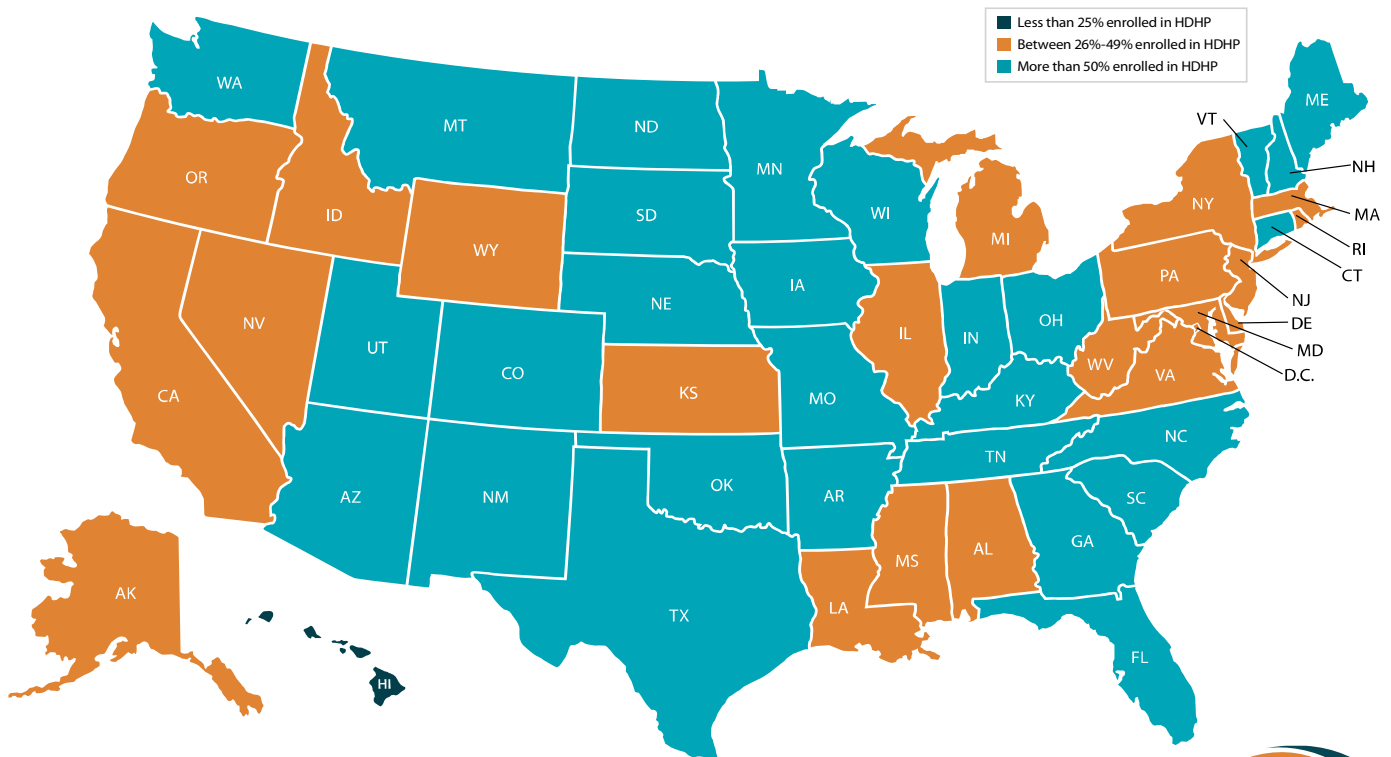 Less than 25% enrolled in HDHP
Between 26%-49% enrolled in HDHP
More than 50% enrolled in HDHP
WA
MT
ND
MN
ME
VT
NH
OR
ID
SD
WI
NY
MA
WY
MI
RI
CT
NE
IA
PA
NJ
NV
UT
IL
IN
OH
DE
MD
CO
WV
VA
D.C.
CA
KS
MO
KY
NC
TN
AZ
NM
OK
AR
SC
AK
MS
AL
GA
TX
LA
FL
HI